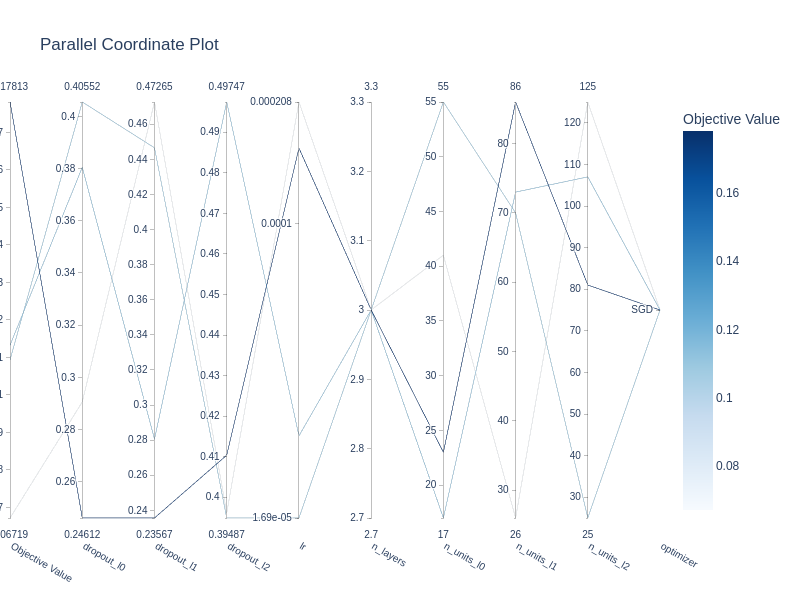 Parallel Coordinate Plot
Objective Value
17813 0.40552 0.47265 0.49747 3.3 55 86 125
0.4 0.38 0.36 0.34 0.32 0.3 0.28 0.26
0.46 0.44 0.42 0.4 0.38 0.36 0.34 0.32 0.3 0.28 0.26 0.24
0.49 0.48 0.47 0.46 0.45 0.44 0.43 0.42 0.41 0.4
0.000208 0.0001 1.69e-05
3.3 3.2 3.1 3 2.9 2.8 2.7
55 50 45 40 35 30 25 20
80 70 60 50 40 30
120 110 100 90 80 70 60 50 40 30
SGD
06719 0.24612 0.23567 0.39487 2.7 17 26 25
Objective Value dropout_l0 dropout_l1 dropout_l2 lr n_layers n_units_l0 n_units_l1 n_units_l2 optimizer
0.16
0.14
0.12
0.1
0.08